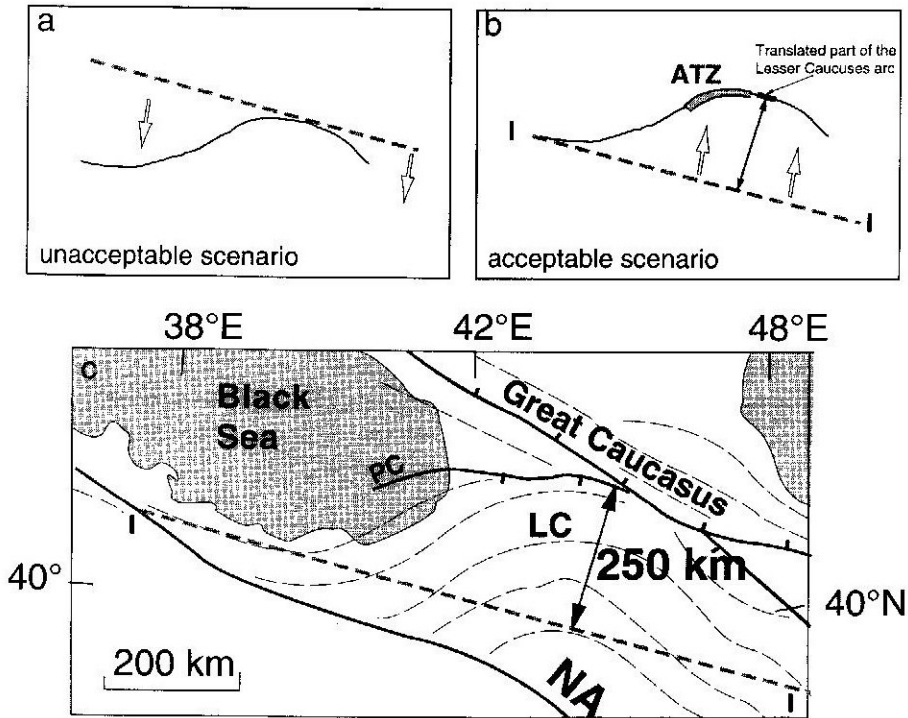 a
unacceptable scenario
b
Translated part of the
Lesser Caucuses arc
ATZ
I
I
acceptable scenario
38°E
42°E
48°E
c
Black
Sea
Great Caucasus
PC
LC
I
250 km
40°
40°N
200 km
NA
I